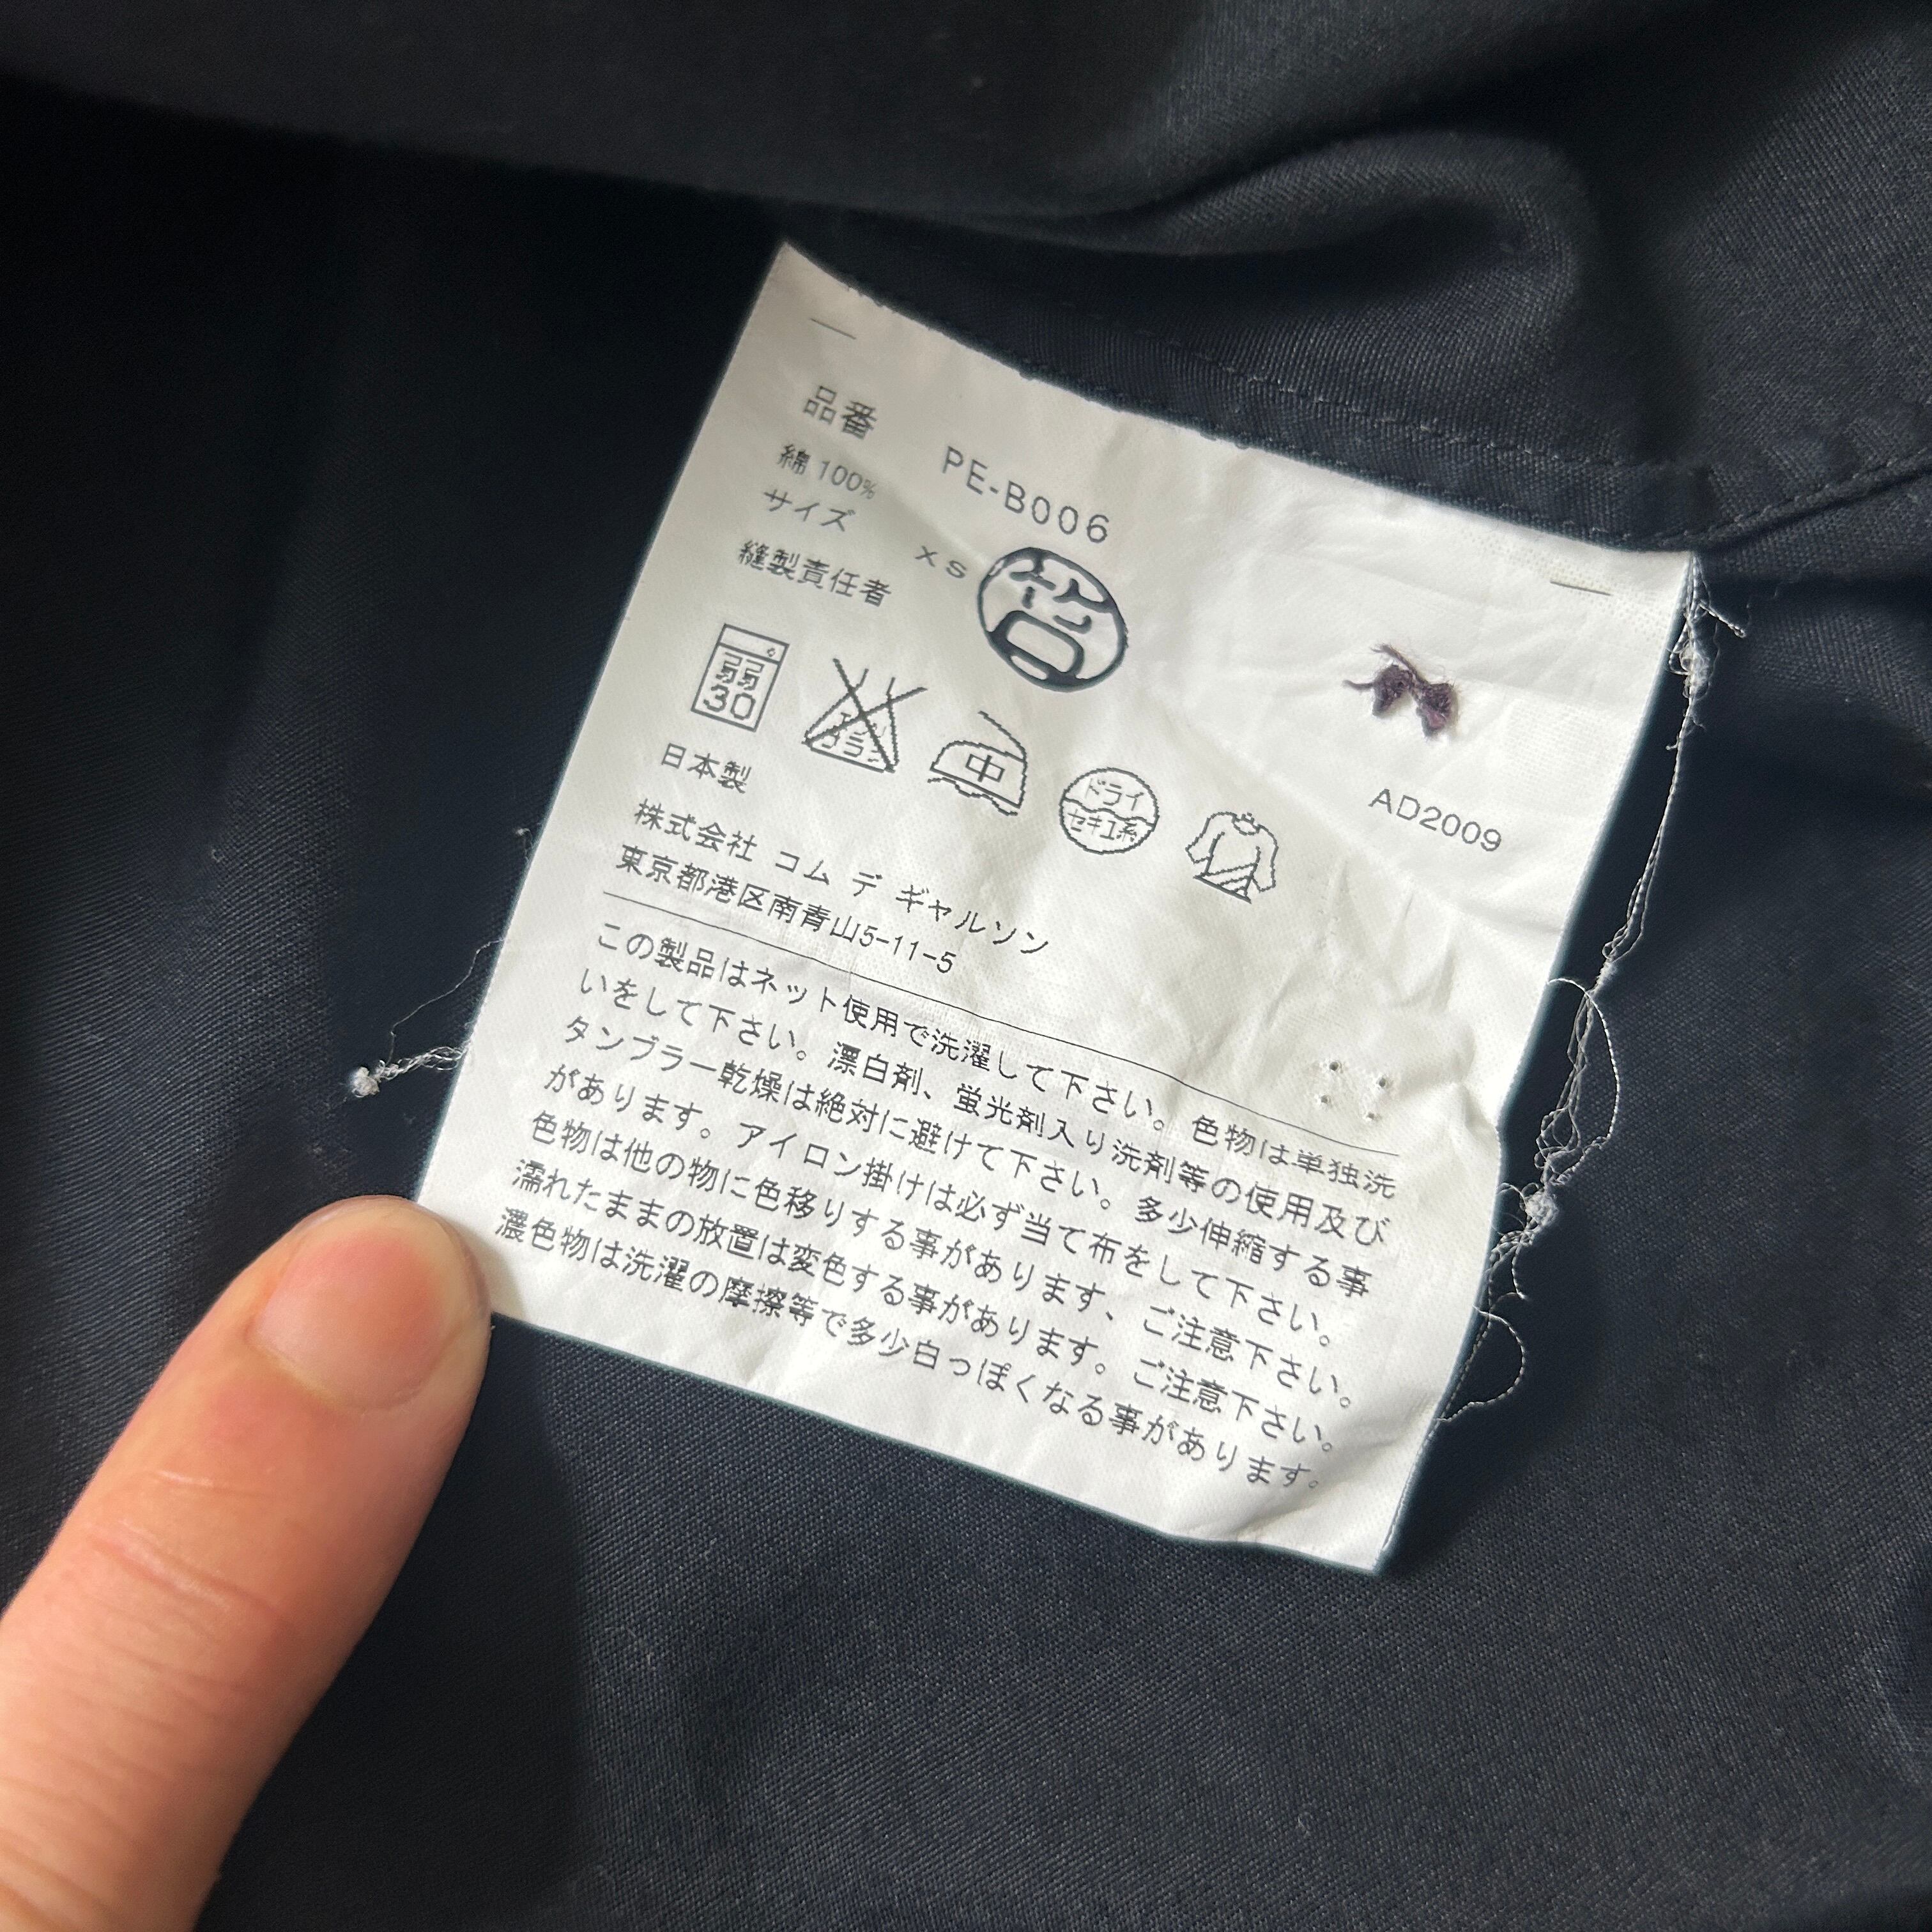 品番 PE-B006
綿 100%
サイズ XS
縫製責任者 菅
弱 30
エンソサラシ
中
ドライ
セキユ系
AD2009
日本製
株式会社 コム デ ギャルソン
東京都港区南青山5-11-5
この製品はネット使用で洗濯して下さい。色物は単独洗
いをして下さい。漂白剤、蛍光剤入り洗剤等の使用及び
タンブラー乾燥は絶対に避けて下さい。多少伸縮する事
があります。アイロン掛けは必ず当て布をして下さい。
色物は他の物に色移りする事があります、ご注意下さい。
濡れたままの放置は変色する事があります。ご注意下さい。
濃色物は洗濯の摩擦等で多少白っぽくなる事があります。